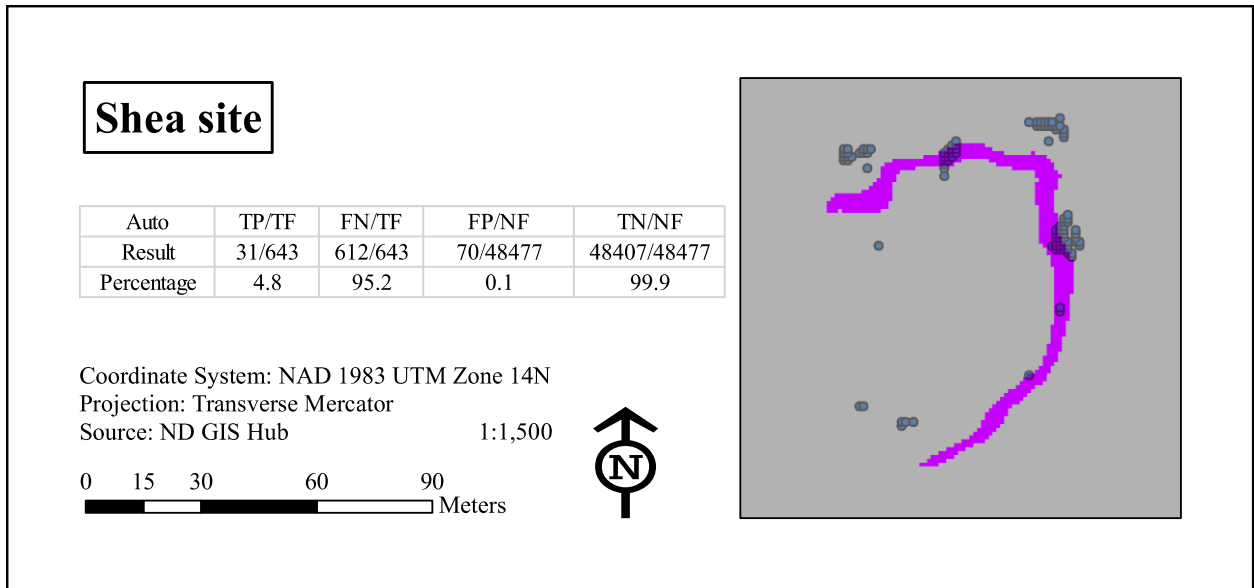 Shea site
Auto TP/TF FN/TF FP/NF TN/NF
Result 31/643 612/643 70/48477 48407/48477
Percentage 4.8 95.2 0.1 99.9
Coordinate System: NAD 1983 UTM Zone 14N
Projection: Transverse Mercator
Source: ND GIS Hub 1:1,500
N
0 15 30 60 90
Meters